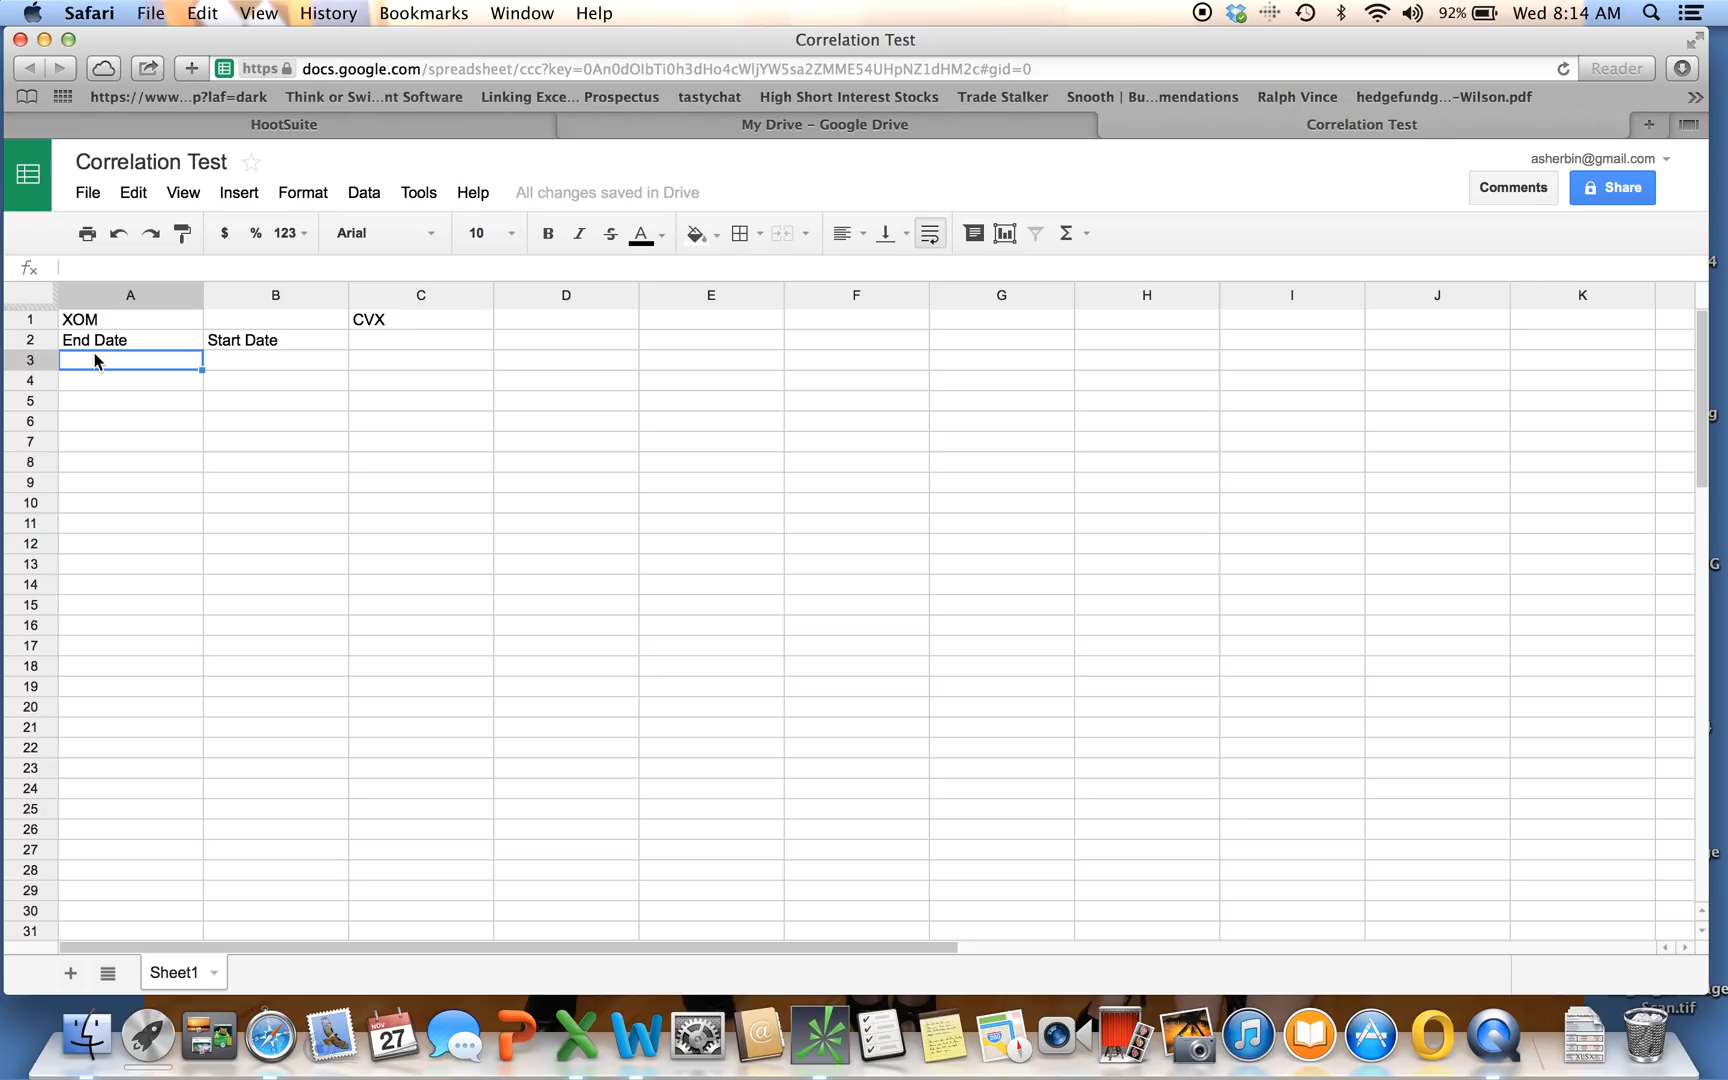 Safari File Edit View History Bookmarks Window Help 92% Wed 8:14 AM
Correlation Test
https docs.google.com/spreadsheet/ccc?key=0An0dOIbTi0h3dHo4cWljYW5sa2ZMME54UHpNZ1dHM2c#gid=0 Reader
https://www...p?laf=dark Think or Swi...nt Software Linking Exce... Prospectus tastychat High Short Interest Stocks Trade Stalker Snooth | Bu...mendations Ralph Vince hedgefundg...-Wilson.pdf
HootSuite My Drive – Google Drive Correlation Test
Correlation Test asherbin@gmail.com
File Edit View Insert Format Data Tools Help All changes saved in Drive Comments Share
$ % 123 Arial 10 B I S A Σ
fx
A B C D E F G H I J K
1 XOM CVX
2 End Date Start Date
3
4
5
6
7
8
9
10
11
12
13
14
15
16
17
18
19
20
21
22
23
24
25
26
27
28
29
30
31
Sheet1
NOV
27
XLSX